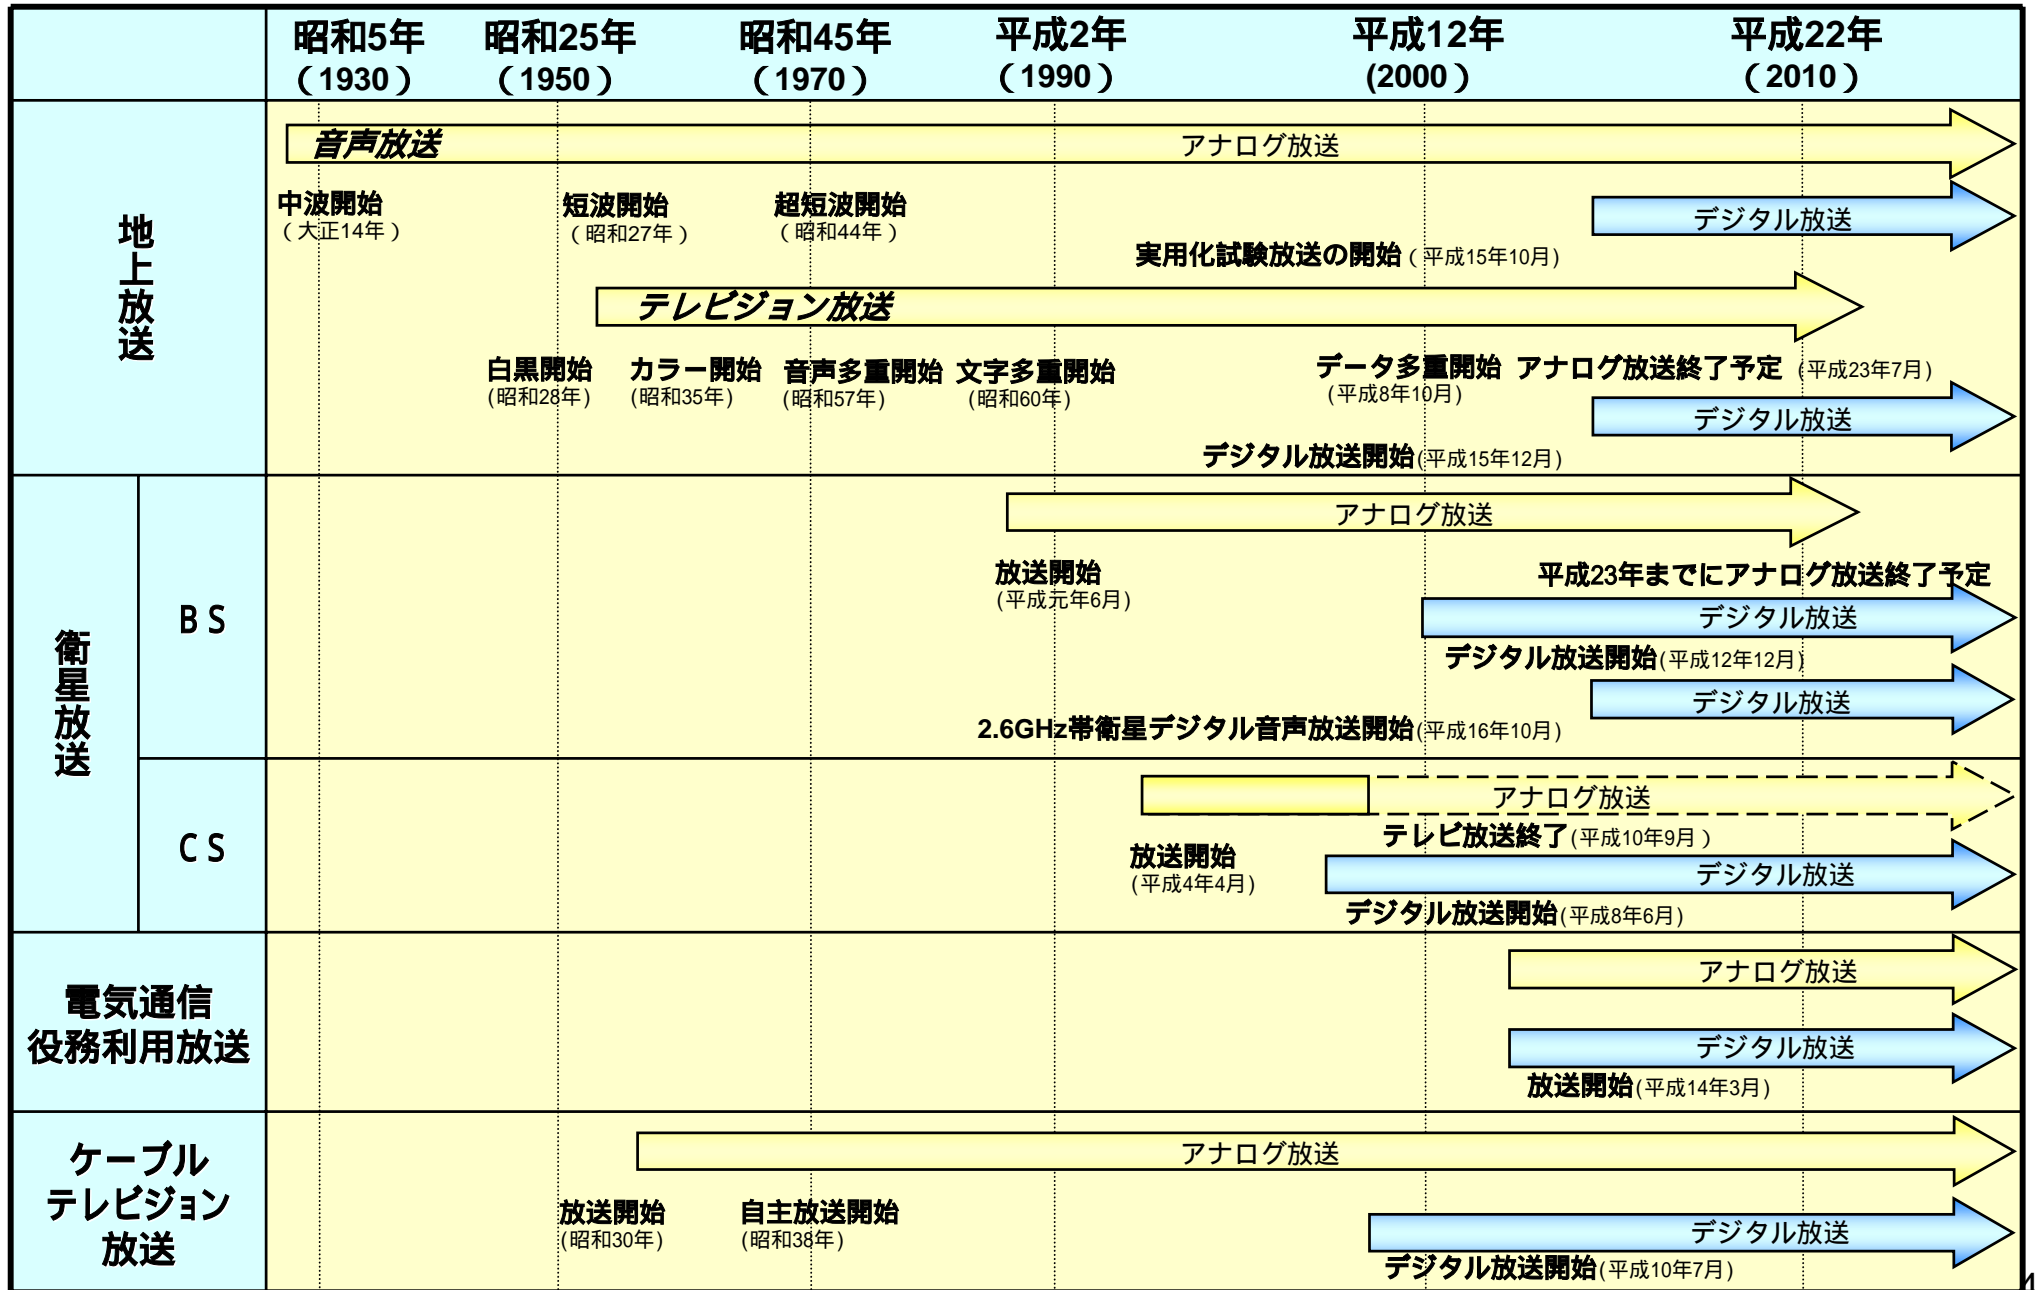 昭和5年
（1930）
昭和25年
（1950）
昭和45年
（1970）
平成2年
（1990）
平成12年
(2000）
平成22年
（2010）
地上放送
音声放送
アナログ放送
中波開始
（大正14年）
短波開始
（昭和27年）
超短波開始
（昭和44年）
デジタル放送
実用化試験放送の開始（平成15年10月)
テレビジョン放送
白黒開始
(昭和28年)
カラー開始
(昭和35年)
音声多重開始
(昭和57年)
文字多重開始
(昭和60年)
データ多重開始
(平成8年10月)
アナログ放送終了予定 (平成23年7月)
デジタル放送
デジタル放送開始(平成15年12月)
衛星放送
BS
アナログ放送
放送開始
(平成元年6月)
平成23年までにアナログ放送終了予定
デジタル放送
デジタル放送開始(平成12年12月)
デジタル放送
2.6GHz帯衛星デジタル音声放送開始(平成16年10月)
CS
アナログ放送
テレビ放送終了(平成10年9月）
放送開始
(平成4年4月)
デジタル放送
デジタル放送開始(平成8年6月)
電気通信
役務利用放送
アナログ放送
デジタル放送
放送開始(平成14年3月)
ケーブル
テレビジョン
放送
アナログ放送
放送開始
(昭和30年)
自主放送開始
(昭和38年)
デジタル放送
デジタル放送開始(平成10年7月)